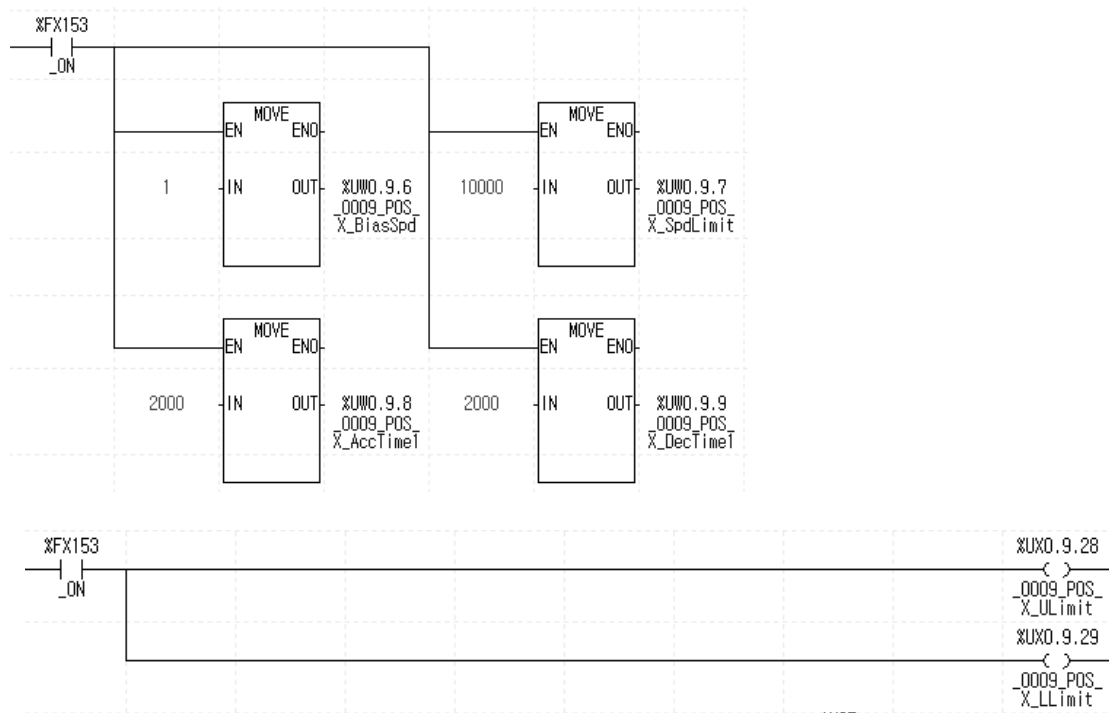 %FX153
_ON
MOVE
EN ENO
1 IN OUT %UW0.9.6
_0009_POS_
X_BiasSpd
MOVE
EN ENO
10000 IN OUT %UW0.9.7
_0009_POS_
X_SpdLimit
MOVE
EN ENO
2000 IN OUT %UW0.9.8
_0009_POS_
X_AccTime1
MOVE
EN ENO
2000 IN OUT %UW0.9.9
_0009_POS_
X_DecTime1
%FX153
_ON
%UX0.9.28
_0009_POS_
X_ULimit
%UX0.9.29
_0009_POS_
X_LLimit